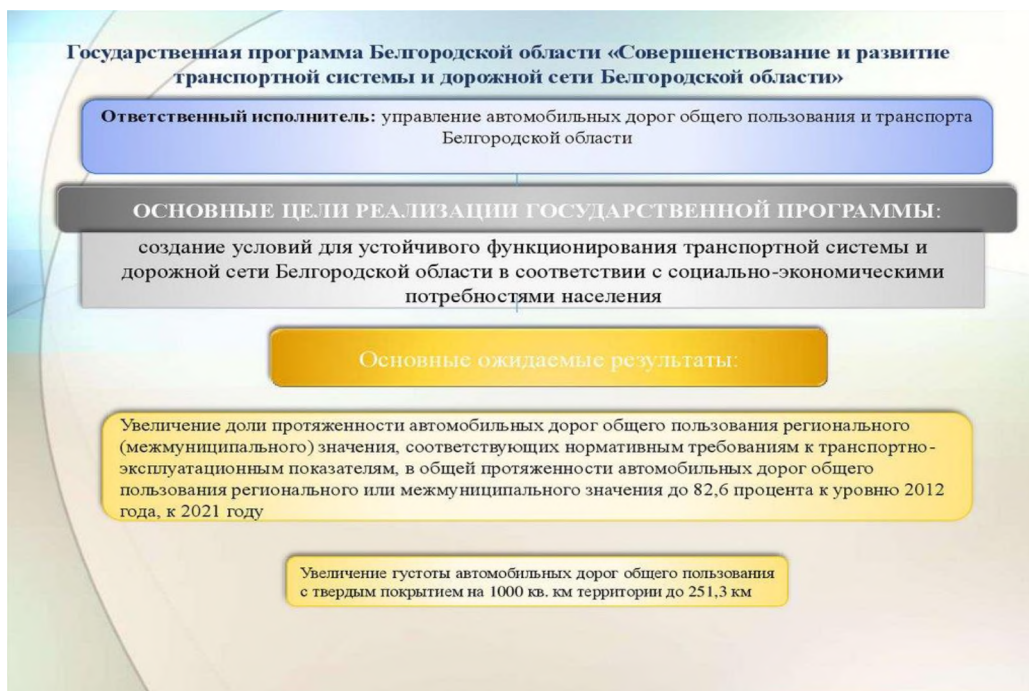 Государственная программа Белгородской области «Совершенствование и развитие
транспортной системы и дорожной сети Белгородской области»
Ответственный исполнитель: управление автомобильных дорог общего пользования и транспорта
Белгородской области
ОСНОВНЫЕ ЦЕЛИ РЕАЛИЗАЦИИ ГОСУДАРСТВЕННОЙ ПРОГРАММЫ:
создание условий для устойчивого функционирования транспортной системы и
дорожной сети Белгородской области в соответствии с социально-экономическими
потребностями населения
Основные ожидаемые результаты:
Увеличение доли протяженности автомобильных дорог общего пользования регионального
(межмуниципального) значения, соответствующих нормативным требованиям к транспортно-
эксплуатационным показателям, в общей протяженности автомобильных дорог общего
пользования регионального или межмуниципального значения до 82,6 процента к уровню 2012
года, к 2021 году
Увеличение густоты автомобильных дорог общего пользования
с твердым покрытием на 1000 кв. км территории до 251,3 км